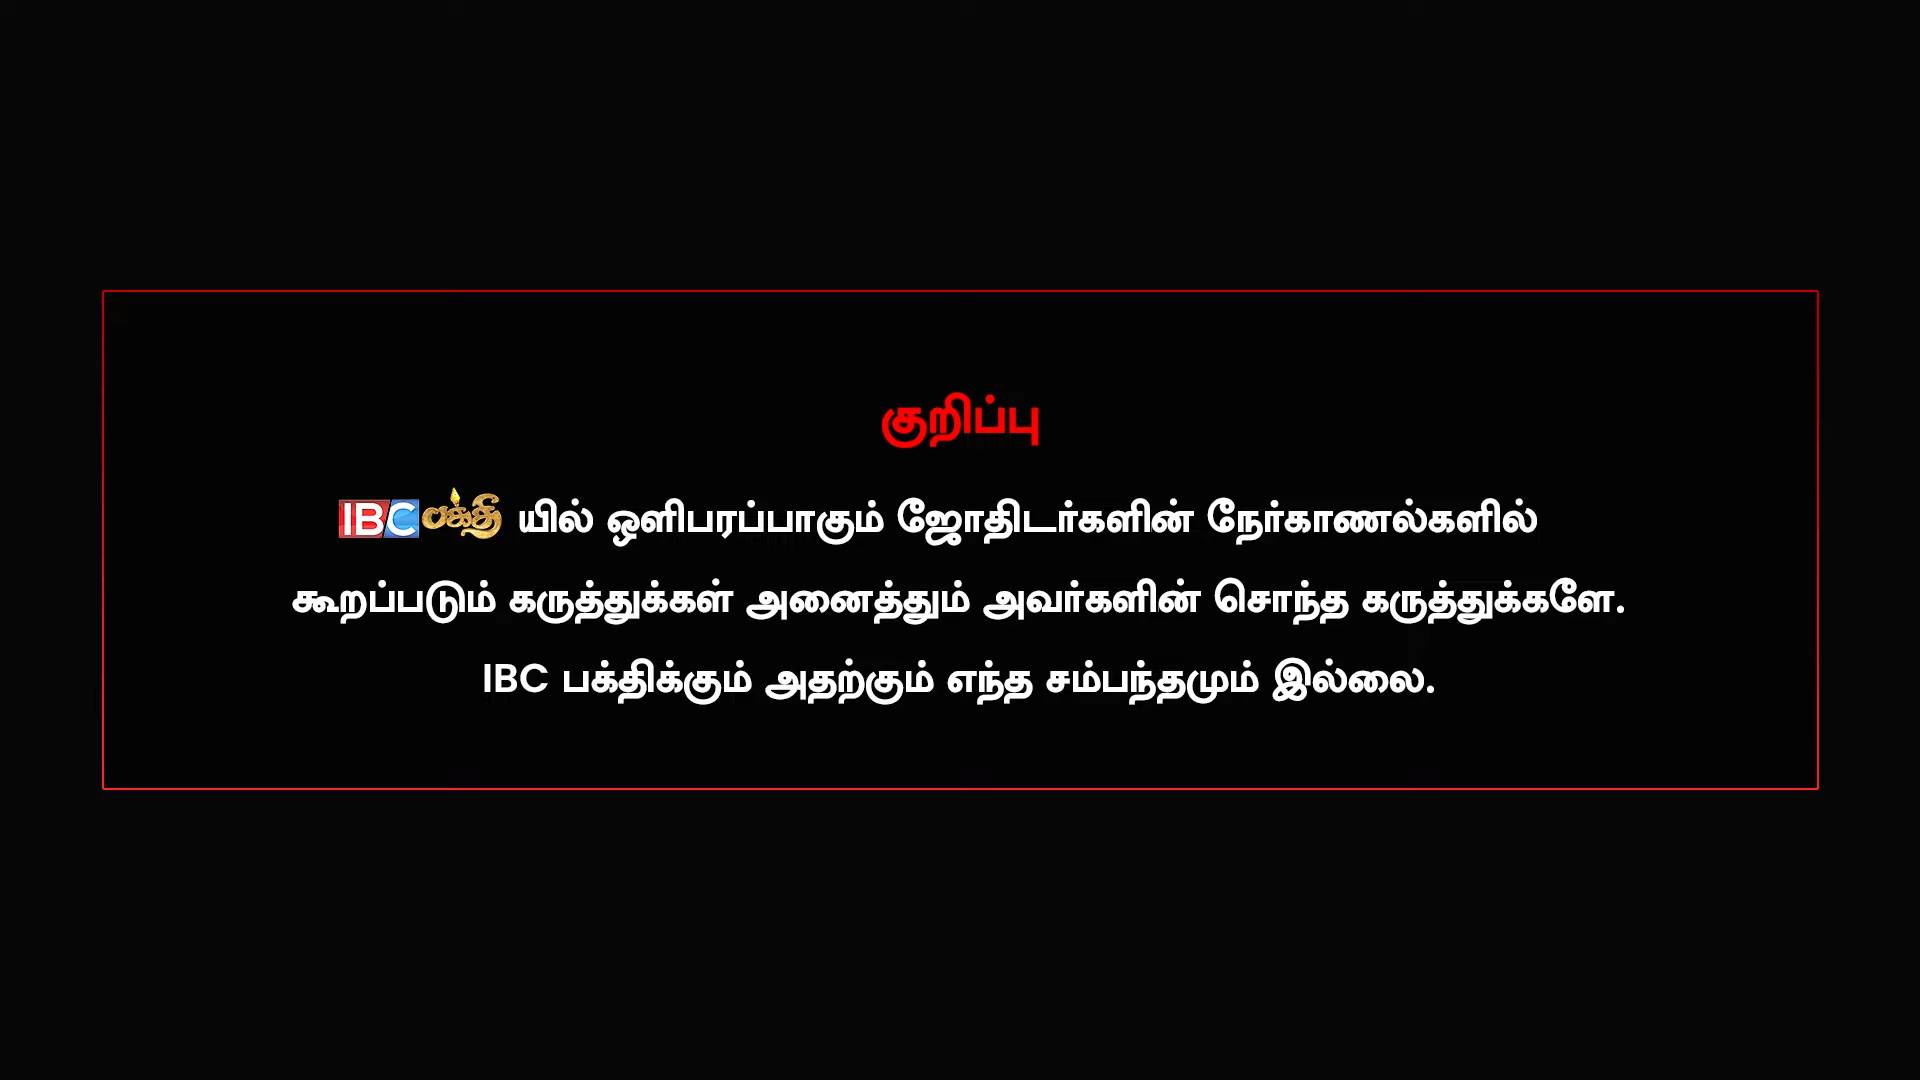 குறிப்பு
IBC பக்தி யில் ஒளிபரப்பாகும் ஜோதிடர்களின் நேர்காணல்களில்
கூறப்படும் கருத்துக்கள் அனைத்தும் அவர்களின் சொந்த கருத்துக்களே.
IBC பக்திக்கும் அதற்கும் எந்த சம்பந்தமும் இல்லை.